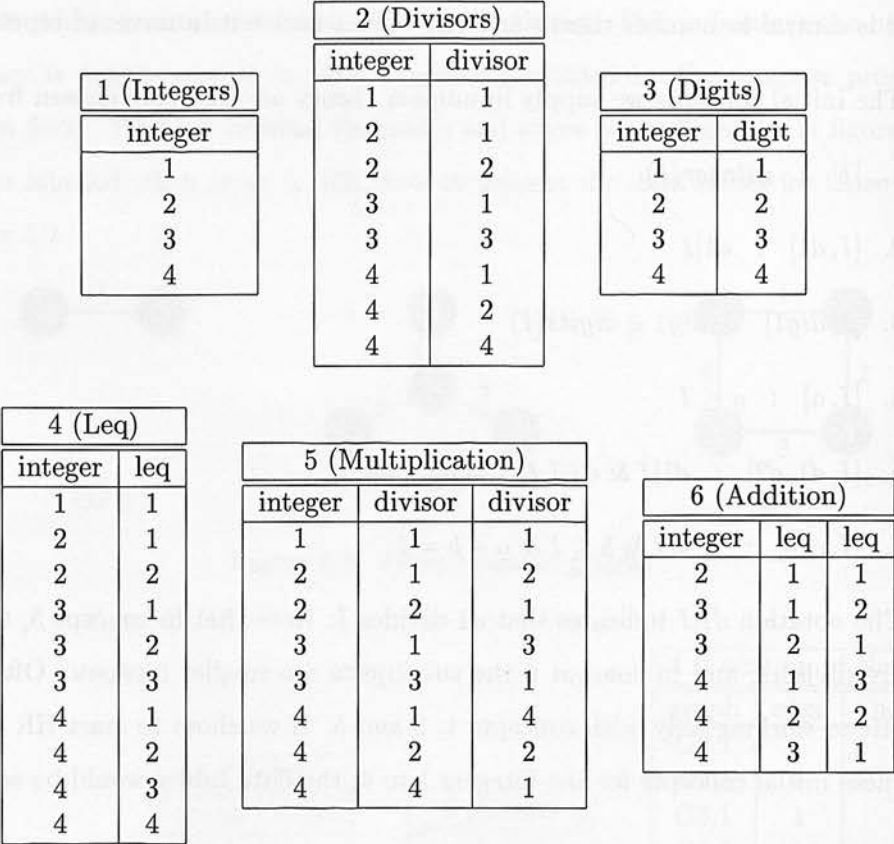 1 (Integers)
integer
1
2
3
4
2 (Divisors)
integer divisor
1 1
2 1
2 2
3 1
3 3
4 1
4 2
4 4
3 (Digits)
integer digit
1 1
2 2
3 3
4 4
4 (Leq)
integer leq
1 1
2 1
2 2
3 1
3 2
3 3
4 1
4 2
4 3
4 4
5 (Multiplication)
integer divisor divisor
1 1 1
2 1 2
2 2 1
3 1 3
3 3 1
4 1 4
4 2 2
4 4 1
6 (Addition)
integer leq leq
2 1 1
3 1 2
3 2 1
4 1 3
4 2 2
4 3 1